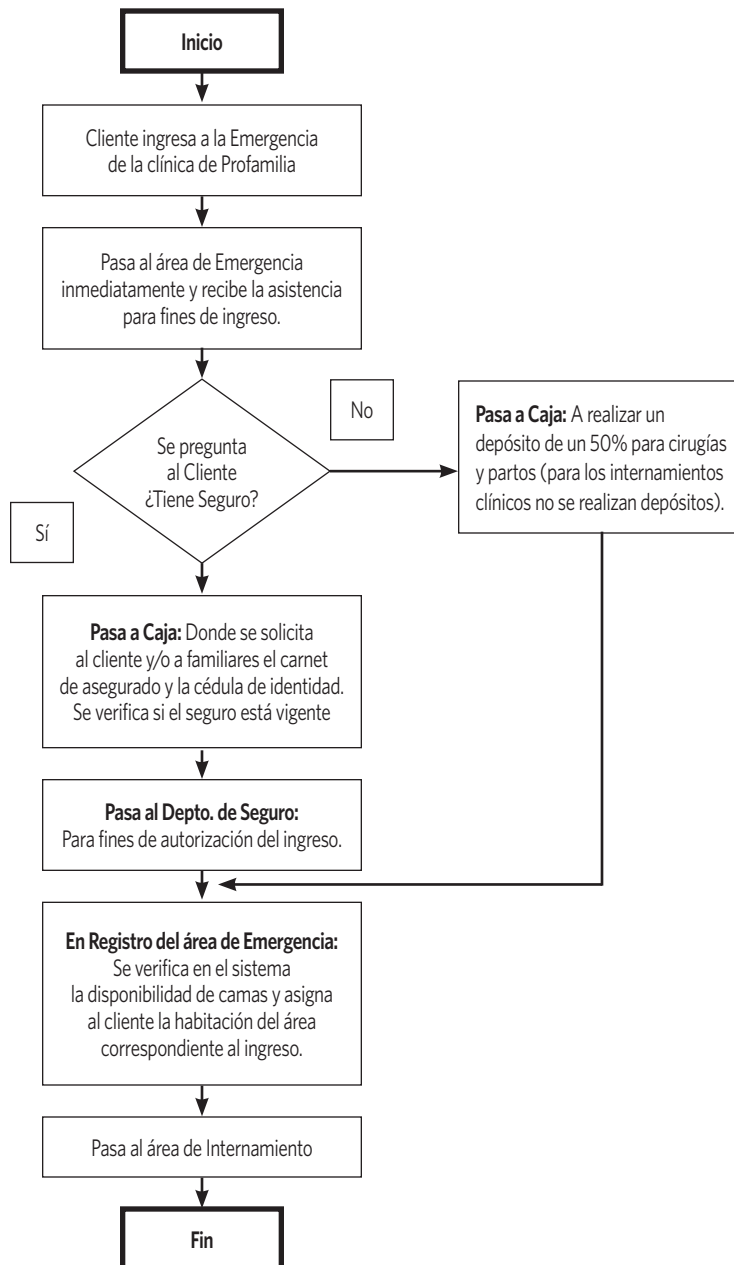 Inicio
Cliente ingresa a la Emergencia
de la clínica de Profamilia
Pasa al área de Emergencia
inmediatamente y recibe la asistencia
para fines de ingreso.
Se pregunta
al Cliente
¿Tiene Seguro?
No
Pasa a Caja: A realizar un
depósito de un 50% para cirugías
y partos (para los internamientos
clínicos no se realizan depósitos).
Sí
Pasa a Caja: Donde se solicita
al cliente y/o a familiares el carnet
de asegurado y la cédula de identidad.
Se verifica si el seguro está vigente
Pasa al Depto. de Seguro:
Para fines de autorización del ingreso.
En Registro del área de Emergencia:
Se verifica en el sistema
la disponibilidad de camas y asigna
al cliente la habitación del área
correspondiente al ingreso.
Pasa al área de Internamiento
Fin